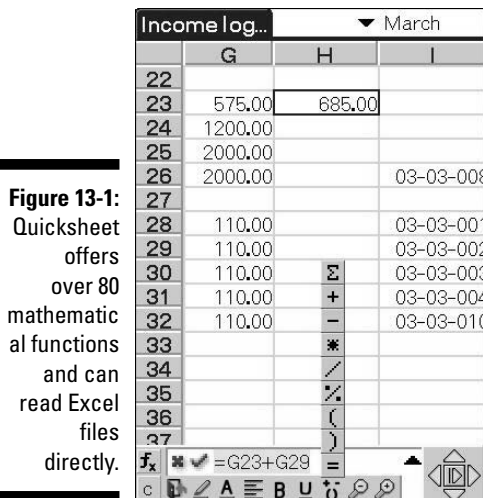 Figure 13-1:
Quicksheet
offers
over 80
mathematic
al functions
and can
read Excel
files
directly.
Income log... March
G H I
22
23 575.00 685.00
24 1200.00
25 2000.00
26 2000.00 03-03-008
27
28 110.00 03-03-001
29 110.00 03-03-002
30 110.00 Σ 03-03-003
31 110.00 + 03-03-004
32 110.00 - 03-03-010
33 *
34 /
35 %
36 (
37 )
fx =G23+G29 =
C A B U